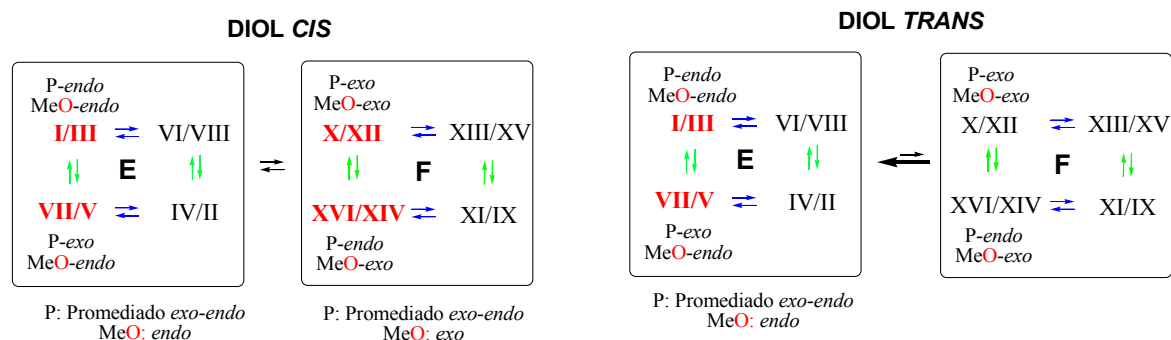 DIOL CIS
P-endo
MeO-endo
I/III VI/VIII
E
VII/V IV/II
P-exo
MeO-endo
P: Promediado exo-endo
MeO: endo
P-exo
MeO-exo
X/XII XIII/XV
F
XVI/XIV XI/IX
P-endo
MeO-exo
P: Promediado exo-endo
MeO: exo
DIOL TRANS
P-endo
MeO-endo
I/III VI/VIII
E
VII/V IV/II
P-exo
MeO-endo
P: Promediado exo-endo
MeO: endo
P-exo
MeO-exo
X/XII XIII/XV
F
XVI/XIV XI/IX
P-endo
MeO-exo